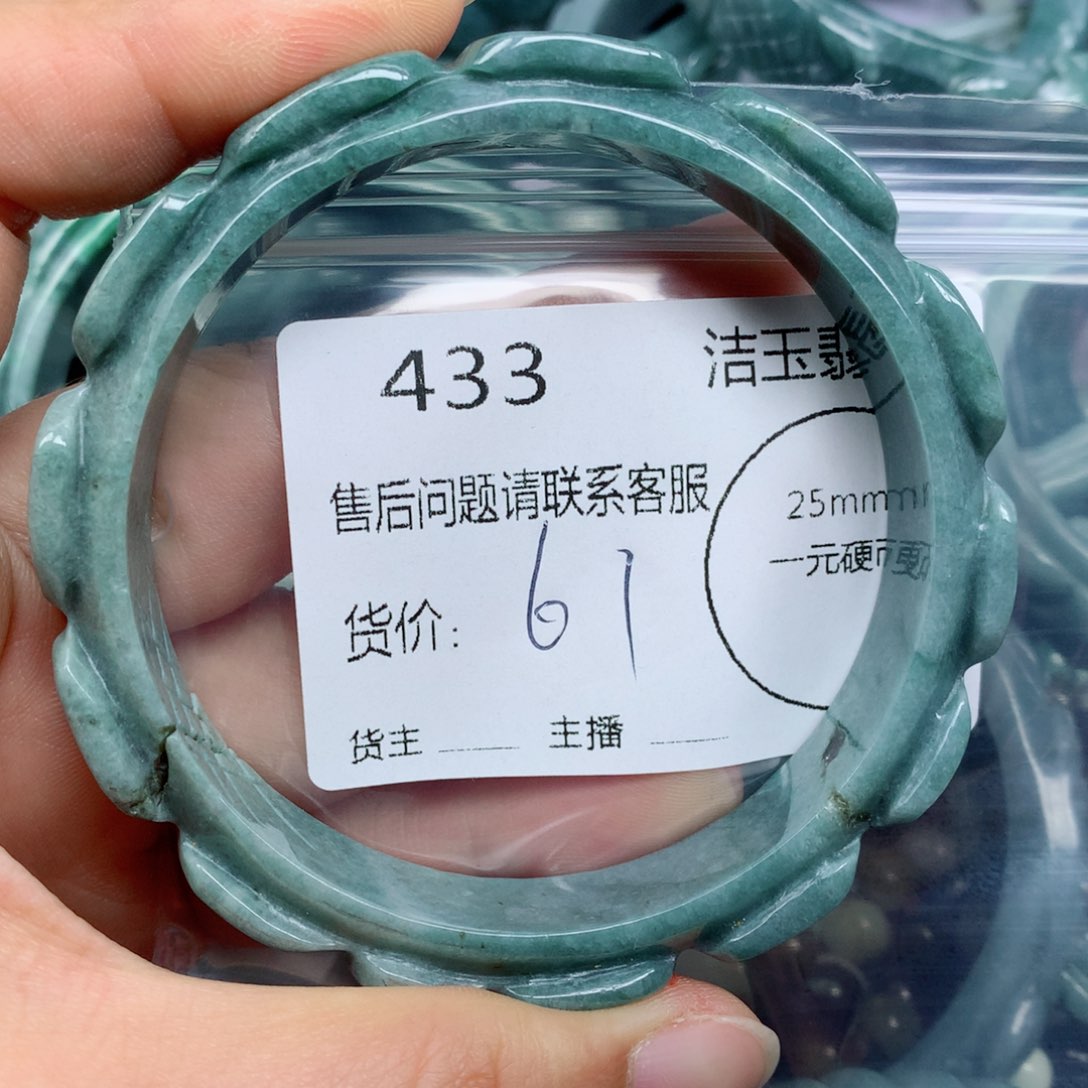 433
洁玉翡
售后问题请联系客服
25mm
一元硬币
货价: 61
货主 主播